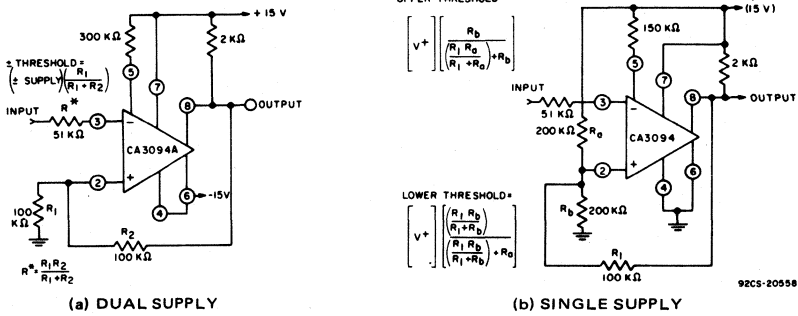 + 15 V
300 KΩ
2 KΩ
± THRESHOLD =
(± SUPPLY) (R1 / R1 + R2)
5
7
8
INPUT
R*
51 KΩ
3
−
OUTPUT
CA3094A
2
+
6
-15V
4
100 KΩ
R1
R2
100 KΩ
R* = R1 R2 / R1 + R2
(a) DUAL SUPPLY
UPPER THRESHOLD
[V+] [Rb / (R1 Ra / R1 + Ra) + Rb]
(15 V)
150 KΩ
2 KΩ
5
7
8
INPUT
51 KΩ
3
−
OUTPUT
200 KΩ
Ra
CA3094
2
+
6
4
LOWER THRESHOLD =
[V+] [(R1 Rb / R1 + Rb) / (R1 Rb / R1 + Rb) + Ra]
Rb
200 KΩ
R1
100 KΩ
92CS-20558
(b) SINGLE SUPPLY